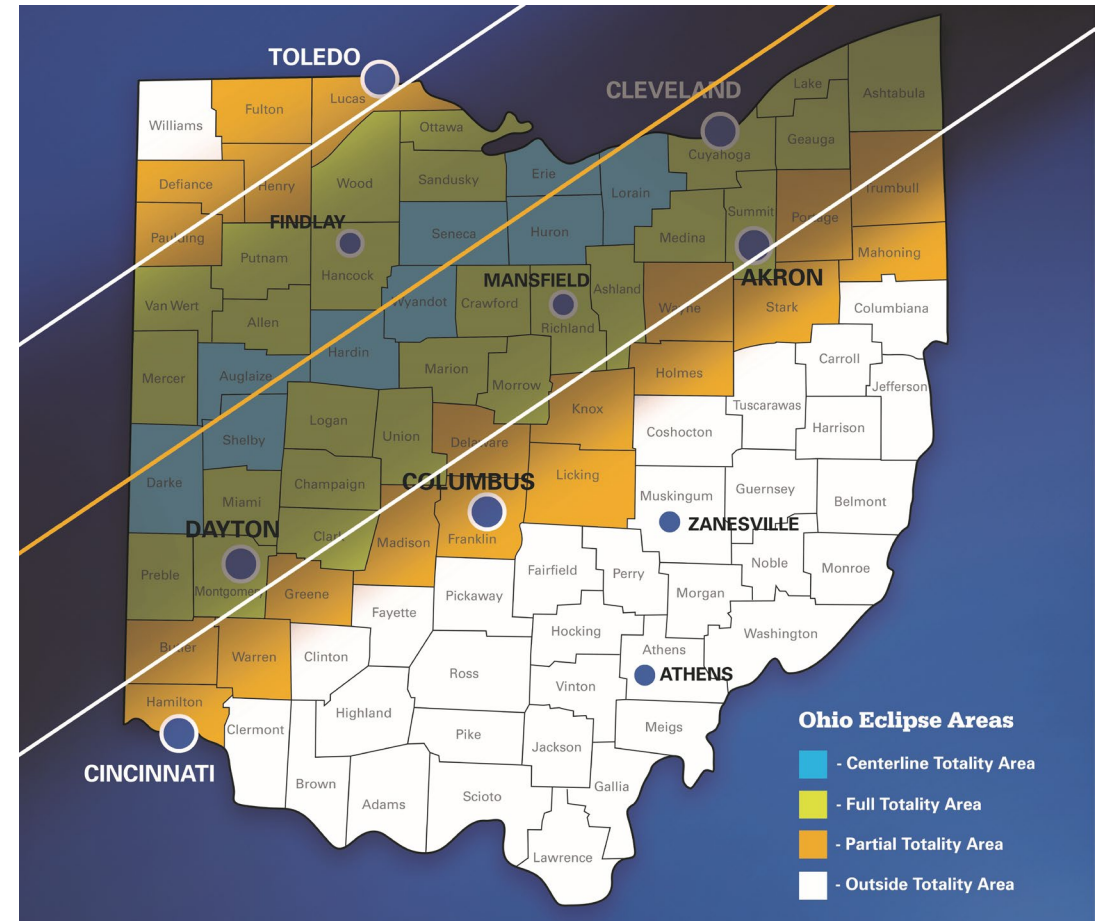 TOLEDO
CLEVELAND
Williams
Fulton
Lucas
Ottawa
Lake
Ashtabula
Geauga
Cuyahoga
Defiance
Henry
Wood
Sandusky
Erie
Lorain
Trumbull
Paulding
FINDLAY
Seneca
Huron
Medina
Summit
Portage
Mahoning
Putnam
Hancock
MANSFIELD
AKRON
Van Wert
Allen
Wyandot
Crawford
Richland
Ashland
Wayne
Stark
Columbiana
Mercer
Auglaize
Hardin
Marion
Morrow
Holmes
Carroll
Jefferson
Logan
Union
Delaware
Knox
Tuscarawas
Harrison
Coshocton
Shelby
Darke
Champaign
COLUMBUS
Licking
Muskingum
Guernsey
Belmont
Miami
DAYTON
Clark
Madison
Franklin
ZANESVILLE
Preble
Montgomery
Greene
Fairfield
Perry
Noble
Monroe
Fayette
Pickaway
Morgan
Butler
Warren
Clinton
Hocking
Athens
Washington
Ross
Vinton
ATHENS
Hamilton
Clermont
Highland
Pike
Jackson
Meigs
CINCINNATI
Brown
Adams
Scioto
Gallia
Lawrence
Ohio Eclipse Areas
- Centerline Totality Area
- Full Totality Area
- Partial Totality Area
- Outside Totality Area